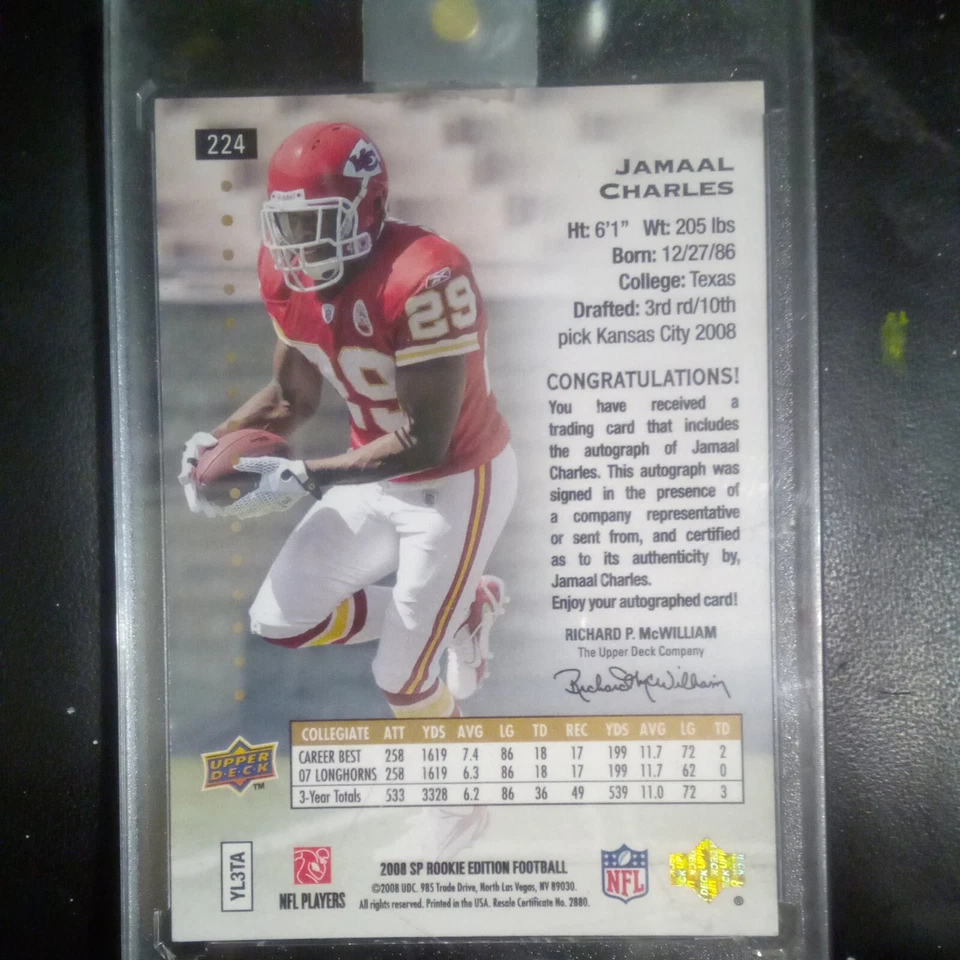 224
JAMAAL
CHARLES
Ht: 6'1" Wt: 205 lbs
Born: 12/27/86
College: Texas
Drafted: 3rd rd/10th
pick Kansas City 2008
CONGRATULATIONS!
You have received a
trading card that includes
the autograph of Jamaal
Charles. This autograph was
signed in the presence of
a company representative
or sent from, and certified
as to its authenticity by,
Jamaal Charles.
Enjoy your autographed card!
RICHARD P. McWILLIAM
The Upper Deck Company
Richard McWilliam
29
29
KC
COLLEGIATE ATT YDS AVG LG TD REC YDS AVG LG TD
CAREER BEST 258 1619 7.4 86 18 17 199 11.7 72 2
07 LONGHORNS 258 1619 6.3 86 18 17 199 11.7 62 0
3-Year Totals 533 3328 6.2 86 36 49 539 11.0 72 3
UPPER
DECK
TM
YL3TA
NFL PLAYERS
2008 SP ROOKIE EDITION FOOTBALL
©2008 UDC. 985 Trade Drive, North Las Vegas, NV 89030.
All rights reserved. Printed in the USA. Resale Certificate No. 2880.
NFL
®